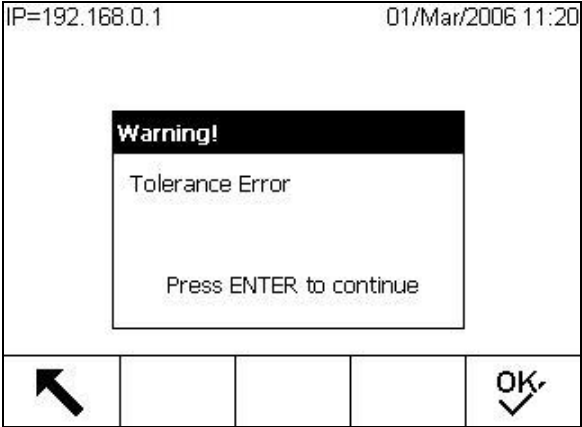 IP=192.168.0.1 01/Mar/2006 11:20
Warning!
Tolerance Error
Press ENTER to continue
OK